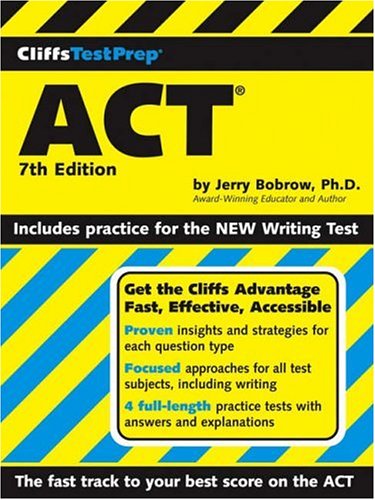 CliffsTestPrep®
ACT®
7th Edition
by Jerry Bobrow, Ph.D.
Award-Winning Educator and Author
Includes practice for the NEW Writing Test
Get the Cliffs Advantage
Fast, Effective, Accessible
Proven insights and strategies for
each question type
Focused approaches for all test
subjects, including writing
4 full-length practice tests with
answers and explanations
The fast track to your best score on the ACT